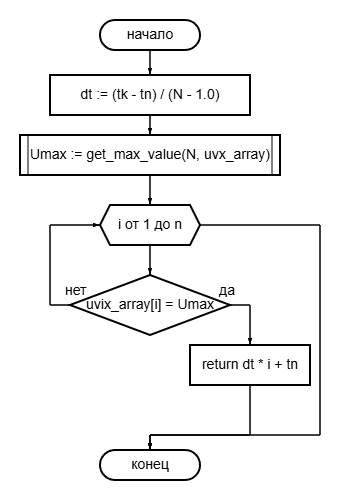 начало
dt := (tk - tn) / (N - 1.0)
Umax := get_max_value(N, uvx_array)
i от 1 до n
нет
да
uvix_array[i] = Umax
return dt * i + tn
конец